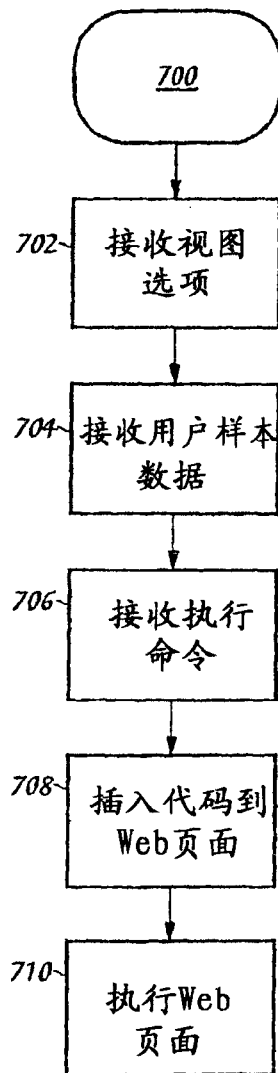 700
702
接收视图
选项
704
接收用户样本
数据
706
接收执行
命令
708
插入代码到
Web页面
710
执行Web
页面